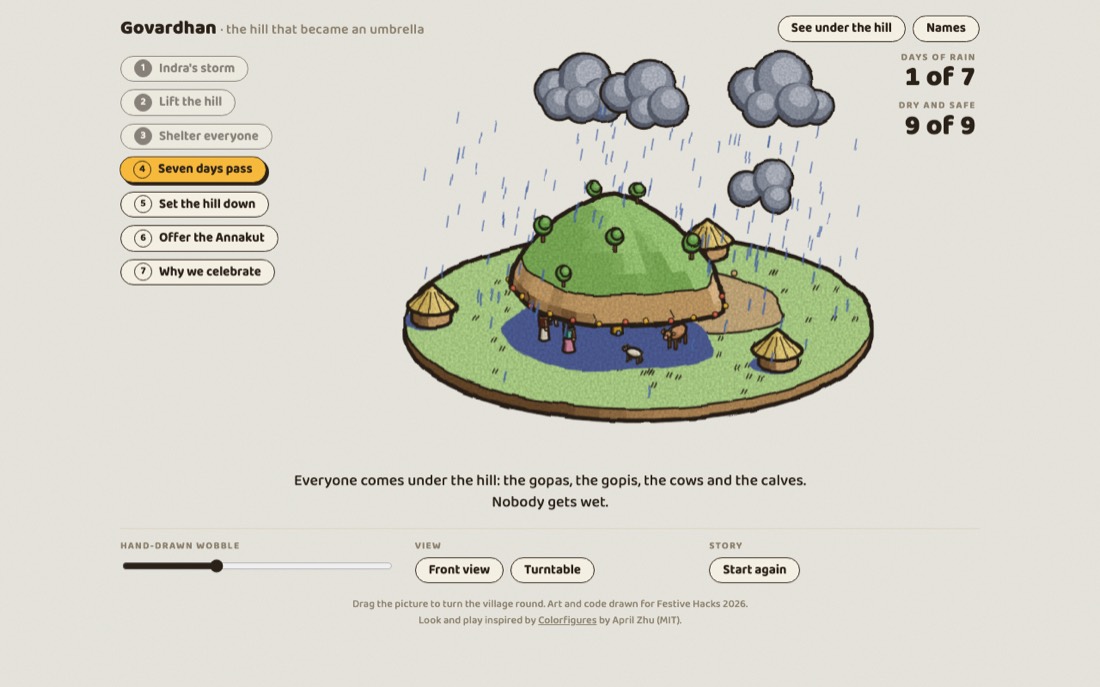 Govardhan · the hill that became an umbrella
See under the hill
Names
1 Indra's storm
2 Lift the hill
3 Shelter everyone
4 Seven days pass
5 Set the hill down
6 Offer the Annakut
7 Why we celebrate
DAYS OF RAIN
1 of 7
DRY AND SAFE
9 of 9
Everyone comes under the hill: the gopas, the gopis, the cows and the calves.
Nobody gets wet.
HAND-DRAWN WOBBLE
VIEW
Front view
Turntable
STORY
Start again
Drag the picture to turn the village round. Art and code drawn for Festive Hacks 2026.
Look and play inspired by Colorfigures by April Zhu (MIT).